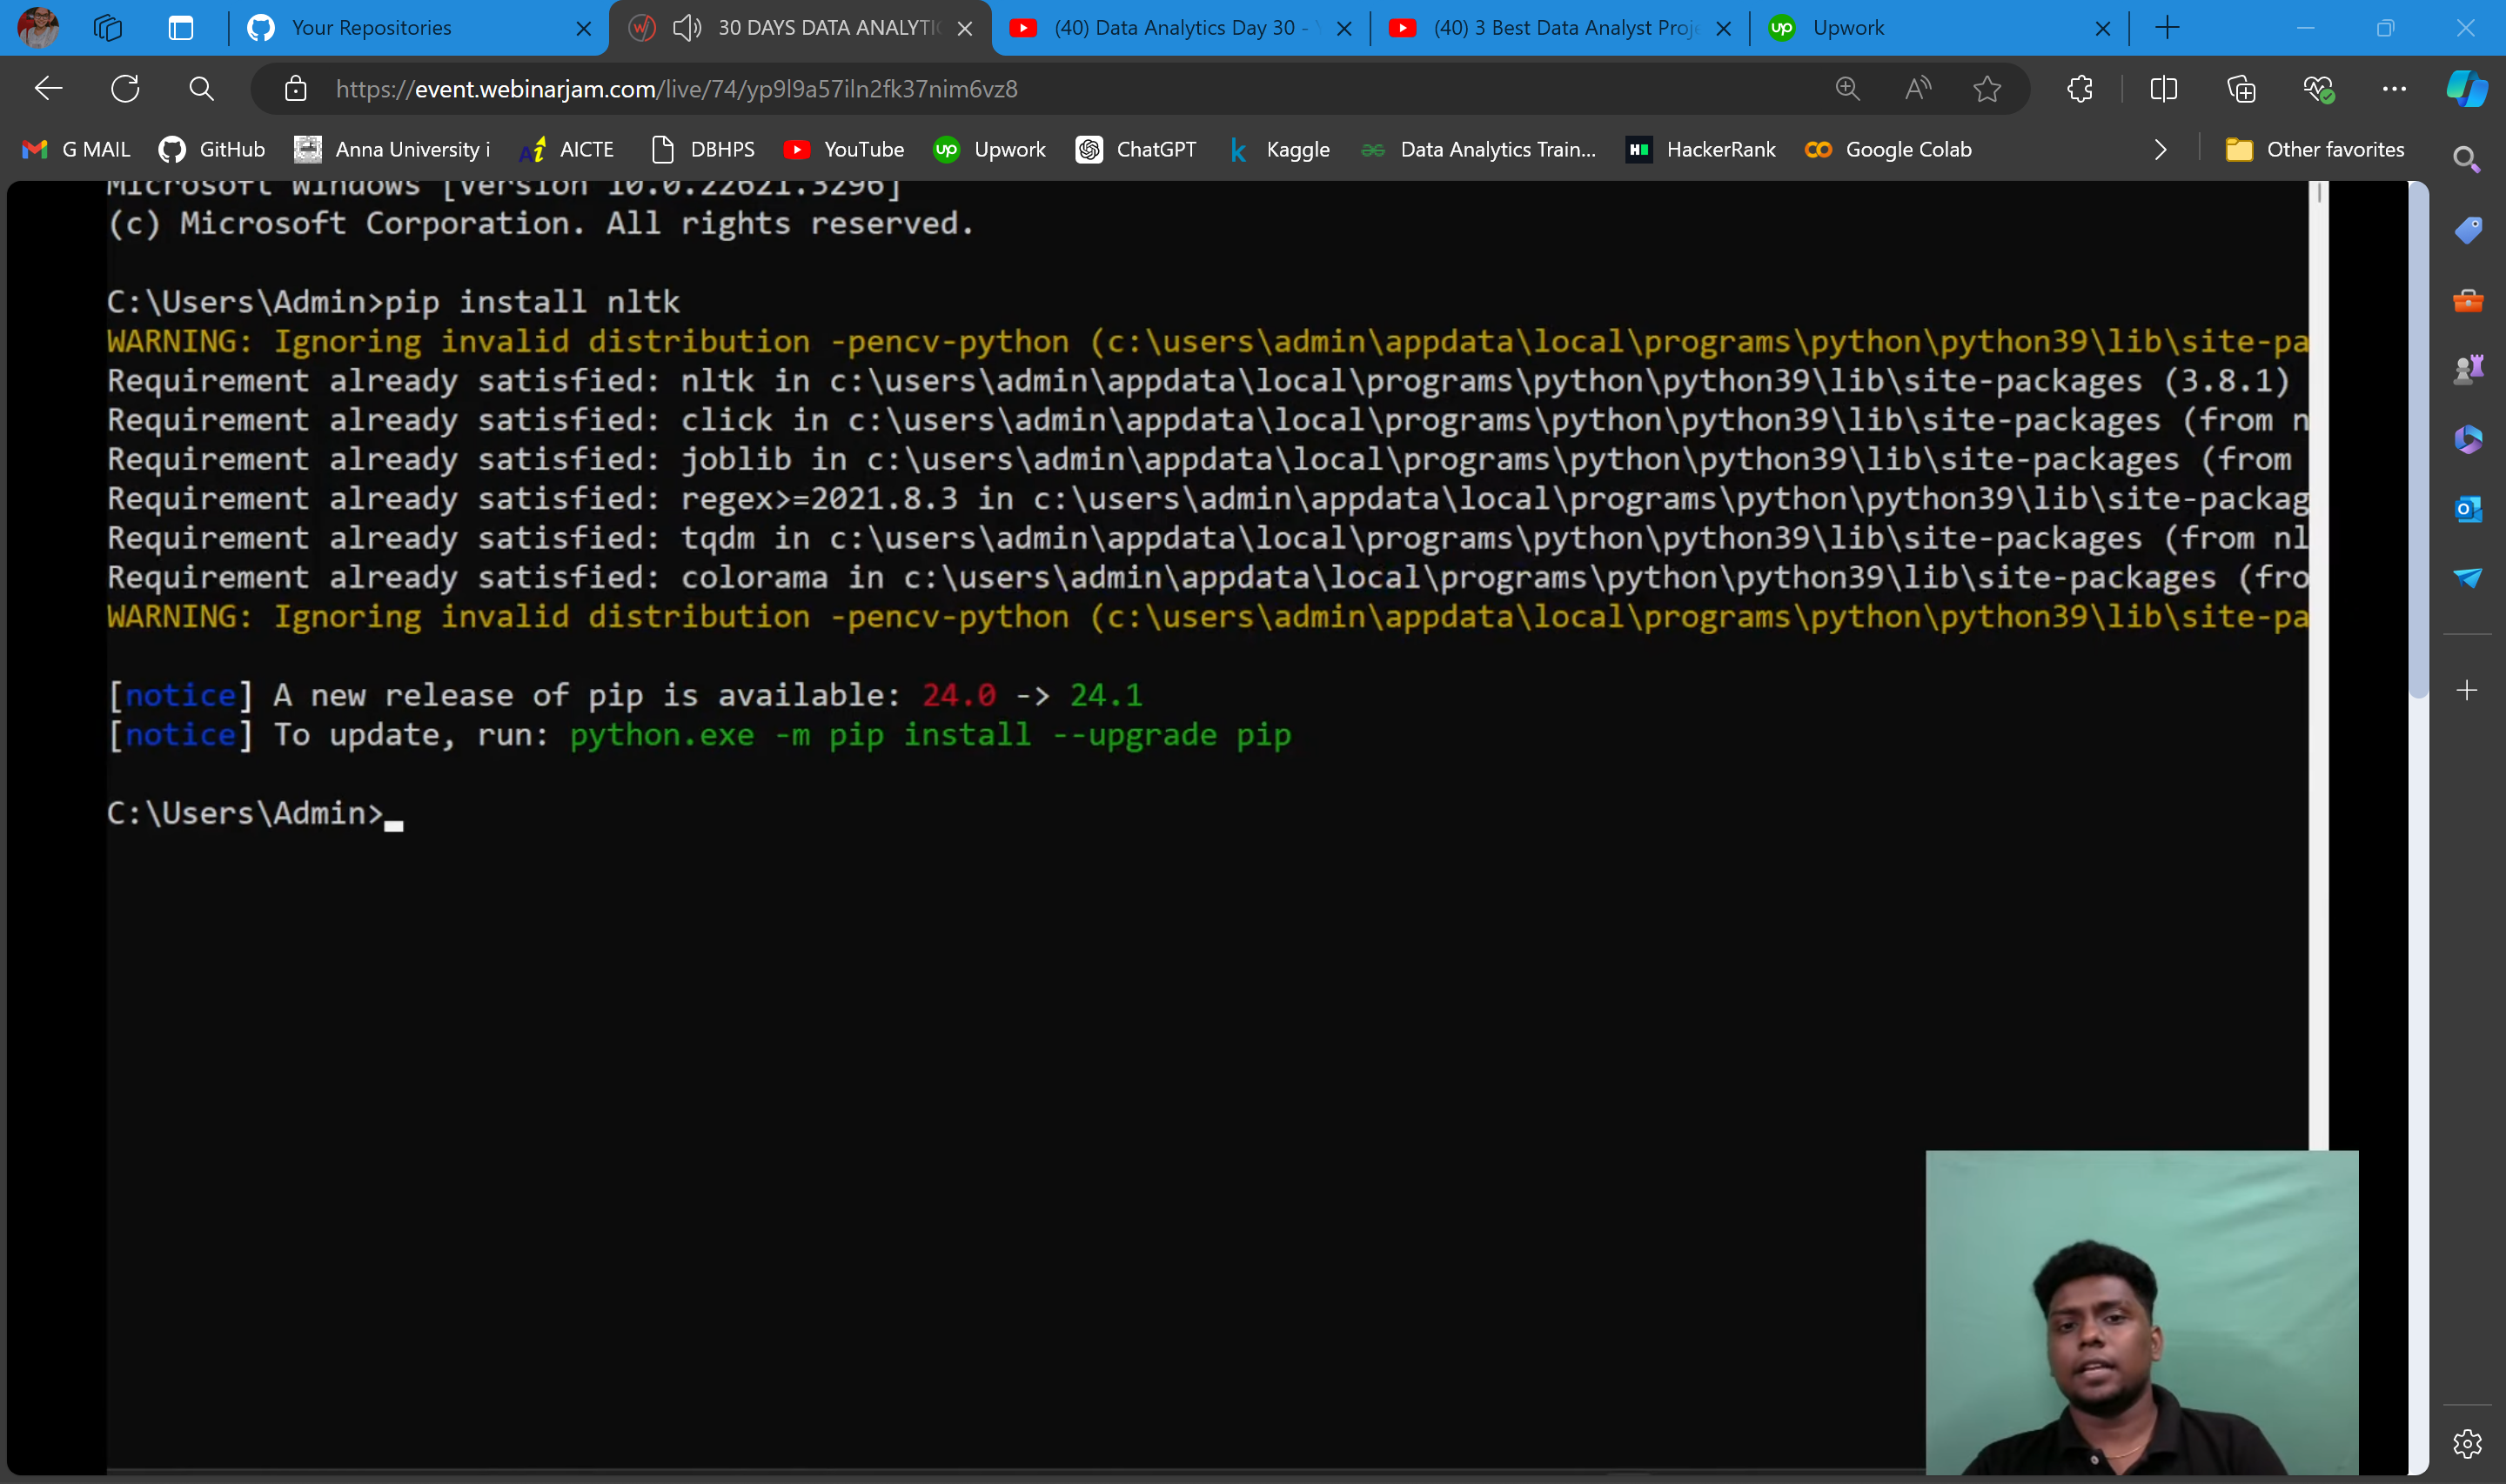 Your Repositories
30 DAYS DATA ANALYTI
(40) Data Analytics Day 30 -
(40) 3 Best Data Analyst Proje
up Upwork
https://event.webinarjam.com/live/74/yp9l9a57iln2fk37nim6vz8
G MAIL
GitHub
Anna University i
AICTE
DBHPS
YouTube
up Upwork
ChatGPT
k Kaggle
Data Analytics Train...
HackerRank
Google Colab
Other favorites
Microsoft Windows [Version 10.0.22621.3296]
(c) Microsoft Corporation. All rights reserved.
C:\Users\Admin>pip install nltk
WARNING: Ignoring invalid distribution -pencv-python (c:\users\admin\appdata\local\programs\python\python39\lib\site-pa
Requirement already satisfied: nltk in c:\users\admin\appdata\local\programs\python\python39\lib\site-packages (3.8.1)
Requirement already satisfied: click in c:\users\admin\appdata\local\programs\python\python39\lib\site-packages (from n
Requirement already satisfied: joblib in c:\users\admin\appdata\local\programs\python\python39\lib\site-packages (from
Requirement already satisfied: regex>=2021.8.3 in c:\users\admin\appdata\local\programs\python\python39\lib\site-packag
Requirement already satisfied: tqdm in c:\users\admin\appdata\local\programs\python\python39\lib\site-packages (from nl
Requirement already satisfied: colorama in c:\users\admin\appdata\local\programs\python\python39\lib\site-packages (fro
WARNING: Ignoring invalid distribution -pencv-python (c:\users\admin\appdata\local\programs\python\python39\lib\site-pa
[notice] A new release of pip is available: 24.0 -> 24.1
[notice] To update, run: python.exe -m pip install --upgrade pip
C:\Users\Admin>